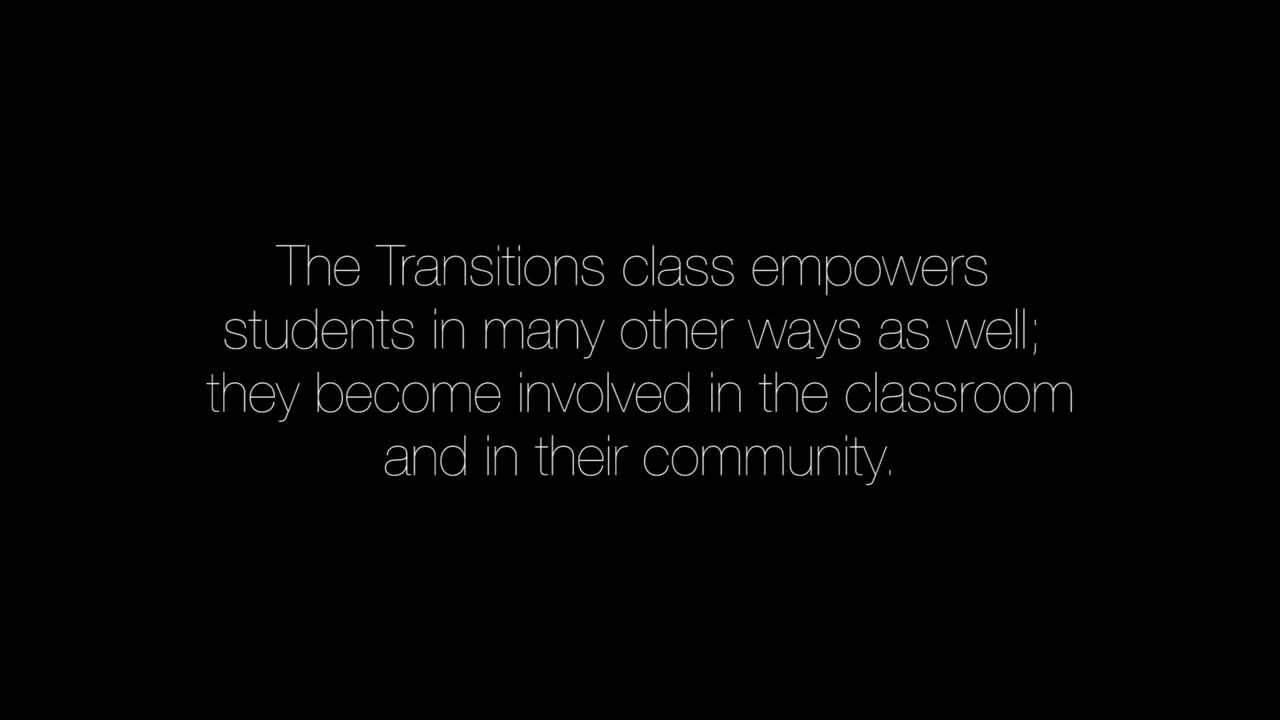 The Transitions class empowers
students in many other ways as well;
they become involved in the classroom
and in their community.